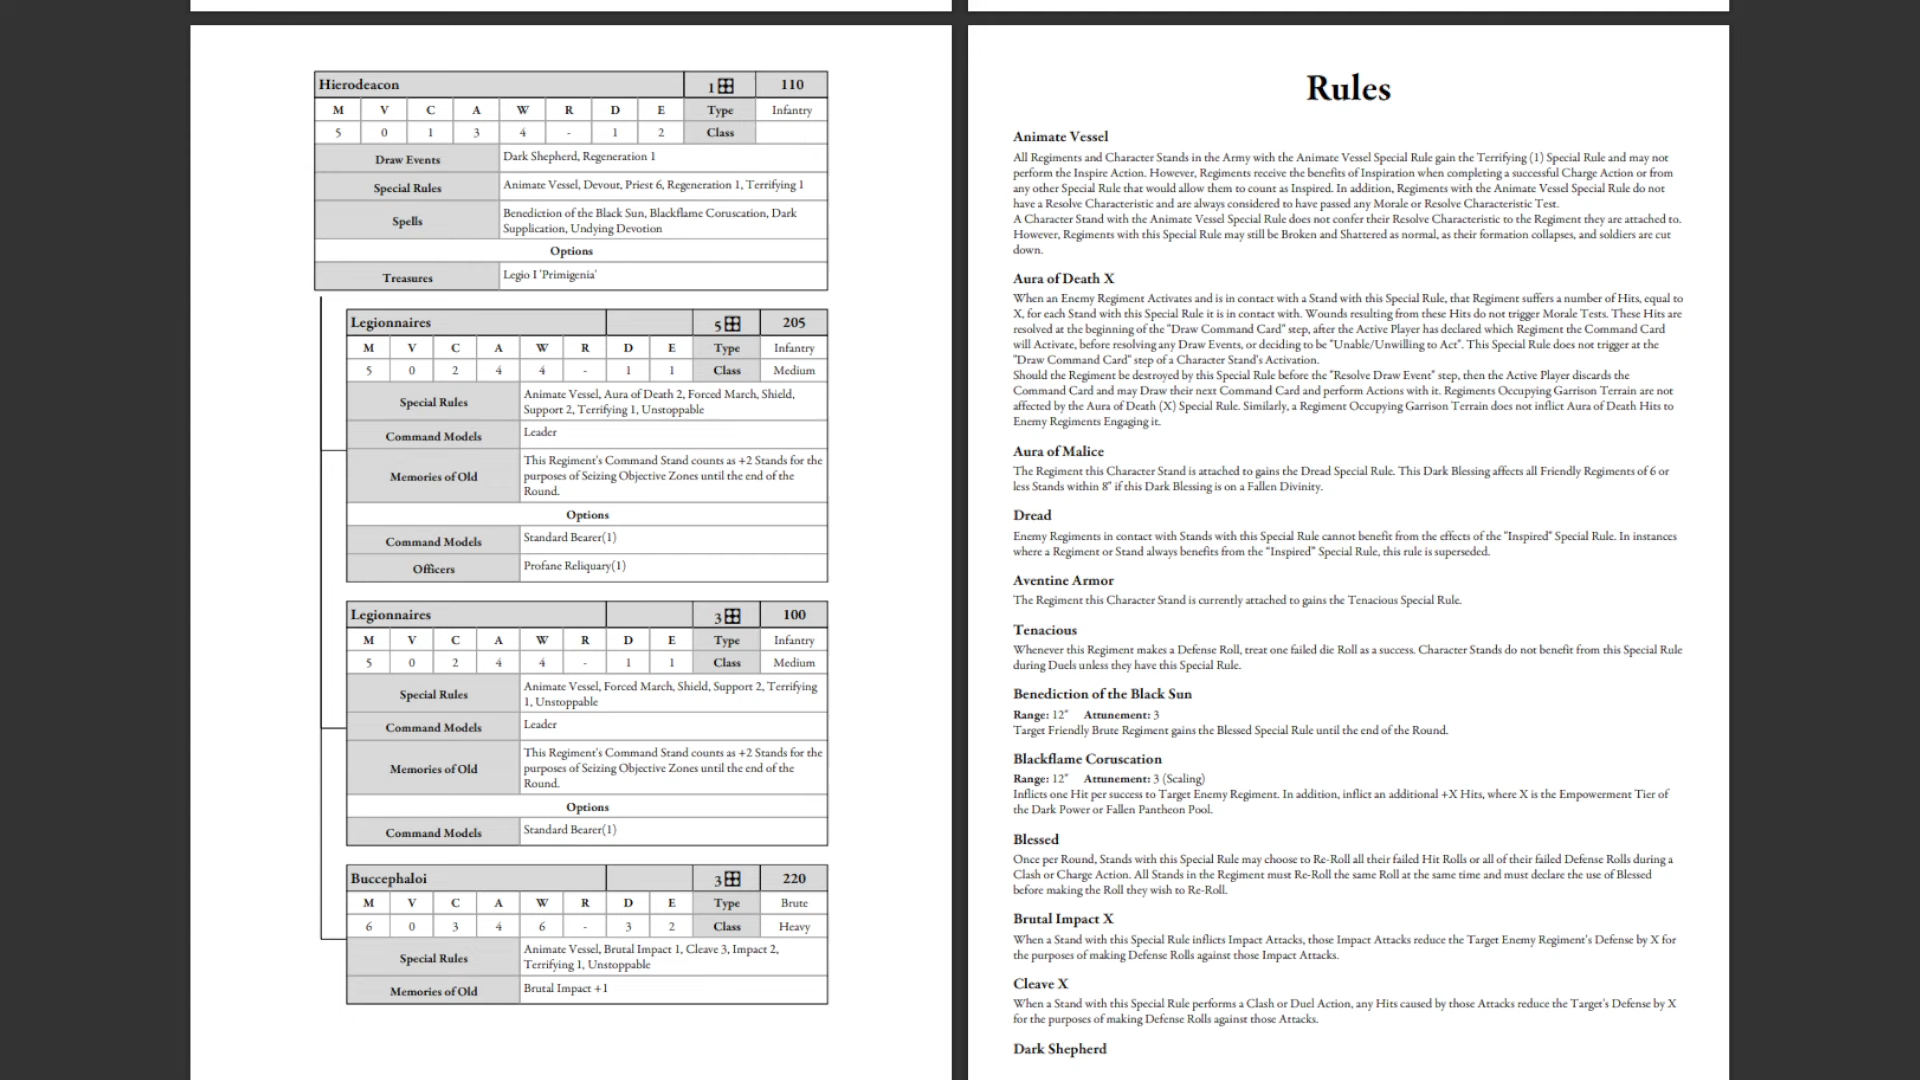 Hierodeacon 1 110
M V C A W R D E Type Infantry
5 0 1 3 4 - 1 2 Class
Draw Events Dark Shepherd, Regeneration 1
Special Rules Animate Vessel, Devout, Priest 6, Regeneration 1, Terrifying 1
Spells Benediction of the Black Sun, Blackflame Coruscation, Dark
Supplication, Undying Devotion
Options
Treasures Legio I 'Primigenia'
Legionnaires 5 205
M V C A W R D E Type Infantry
5 0 2 4 4 - 1 1 Class Medium
Special Rules Animate Vessel, Aura of Death 2, Forced March, Shield,
Support 2, Terrifying 1, Unstoppable
Command Models Leader
Memories of Old This Regiment's Command Stand counts as +2 Stands for the
purposes of Seizing Objective Zones until the end of the
Round.
Options
Command Models Standard Bearer(1)
Officers Profane Reliquary(1)
Legionnaires 3 100
M V C A W R D E Type Infantry
5 0 2 4 4 - 1 1 Class Medium
Special Rules Animate Vessel, Forced March, Shield, Support 2, Terrifying
1, Unstoppable
Command Models Leader
Memories of Old This Regiment's Command Stand counts as +2 Stands for the
purposes of Seizing Objective Zones until the end of the
Round.
Options
Command Models Standard Bearer(1)
Buccephaloi 3 220
M V C A W R D E Type Brute
6 0 3 4 6 - 3 2 Class Heavy
Special Rules Animate Vessel, Brutal Impact 1, Cleave 3, Impact 2,
Terrifying 1, Unstoppable
Memories of Old Brutal Impact +1
Rules
Animate Vessel
All Regiments and Character Stands in the Army with the Animate Vessel Special Rule gain the Terrifying (1) Special Rule and may not
perform the Inspire Action. However, Regiments receive the benefits of Inspiration when completing a successful Charge Action or from
any other Special Rule that would allow them to count as Inspired. In addition, Regiments with the Animate Vessel Special Rule do not
have a Resolve Characteristic and are always considered to have passed any Morale or Resolve Characteristic Test.
A Character Stand with the Animate Vessel Special Rule does not confer their Resolve Characteristic to the Regiment they are attached to.
However, Regiments with this Special Rule may still be Broken and Shattered as normal, as their formation collapses, and soldiers are cut
down.
Aura of Death X
When an Enemy Regiment Activates and is in contact with a Stand with this Special Rule, that Regiment suffers a number of Hits, equal to
X, for each Stand with this Special Rule it is in contact with. Wounds resulting from these Hits do not trigger Morale Tests. These Hits are
resolved at the beginning of the "Draw Command Card" step, after the Active Player has declared which Regiment the Command Card
will Activate, before resolving any Draw Events, or deciding to be "Unable/Unwilling to Act". This Special Rule does not trigger at the
"Draw Command Card" step of a Character Stand's Activation.
Should the Regiment be destroyed by this Special Rule before the "Resolve Draw Event" step, then the Active Player discards the
Command Card and may Draw their next Command Card and perform Actions with it. Regiments Occupying Garrison Terrain are not
affected by the Aura of Death (X) Special Rule. Similarly, a Regiment Occupying Garrison Terrain does not inflict Aura of Death Hits to
Enemy Regiments Engaging it.
Aura of Malice
The Regiment this Character Stand is attached to gains the Dread Special Rule. This Dark Blessing affects all Friendly Regiments of 6 or
less Stands within 8" if this Dark Blessing is on a Fallen Divinity.
Dread
Enemy Regiments in contact with Stands with this Special Rule cannot benefit from the effects of the "Inspired" Special Rule. In instances
where a Regiment or Stand always benefits from the "Inspired" Special Rule, this rule is superseded.
Aventine Armor
The Regiment this Character Stand is currently attached to gains the Tenacious Special Rule.
Tenacious
Whenever this Regiment makes a Defense Roll, treat one failed die Roll as a success. Character Stands do not benefit from this Special Rule
during Duels unless they have this Special Rule.
Benediction of the Black Sun
Range: 12" Attunement: 3
Target Friendly Brute Regiment gains the Blessed Special Rule until the end of the Round.
Blackflame Coruscation
Range: 12" Attunement: 3 (Scaling)
Inflicts one Hit per success to Target Enemy Regiment. In addition, inflict an additional +X Hits, where X is the Empowerment Tier of
the Dark Power or Fallen Pantheon Pool.
Blessed
Once per Round, Stands with this Special Rule may choose to Re-Roll all their failed Hit Rolls or all of their failed Defense Rolls during a
Clash or Charge Action. All Stands in the Regiment must Re-Roll the same Roll at the same time and must declare the use of Blessed
before making the Roll they wish to Re-Roll.
Brutal Impact X
When a Stand with this Special Rule inflicts Impact Attacks, those Impact Attacks reduce the Target Enemy Regiment's Defense by X for
the purposes of making Defense Rolls against those Impact Attacks.
Cleave X
When a Stand with this Special Rule performs a Clash or Duel Action, any Hits caused by those Attacks reduce the Target's Defense by X
for the purposes of making Defense Rolls against those Attacks.
Dark Shepherd